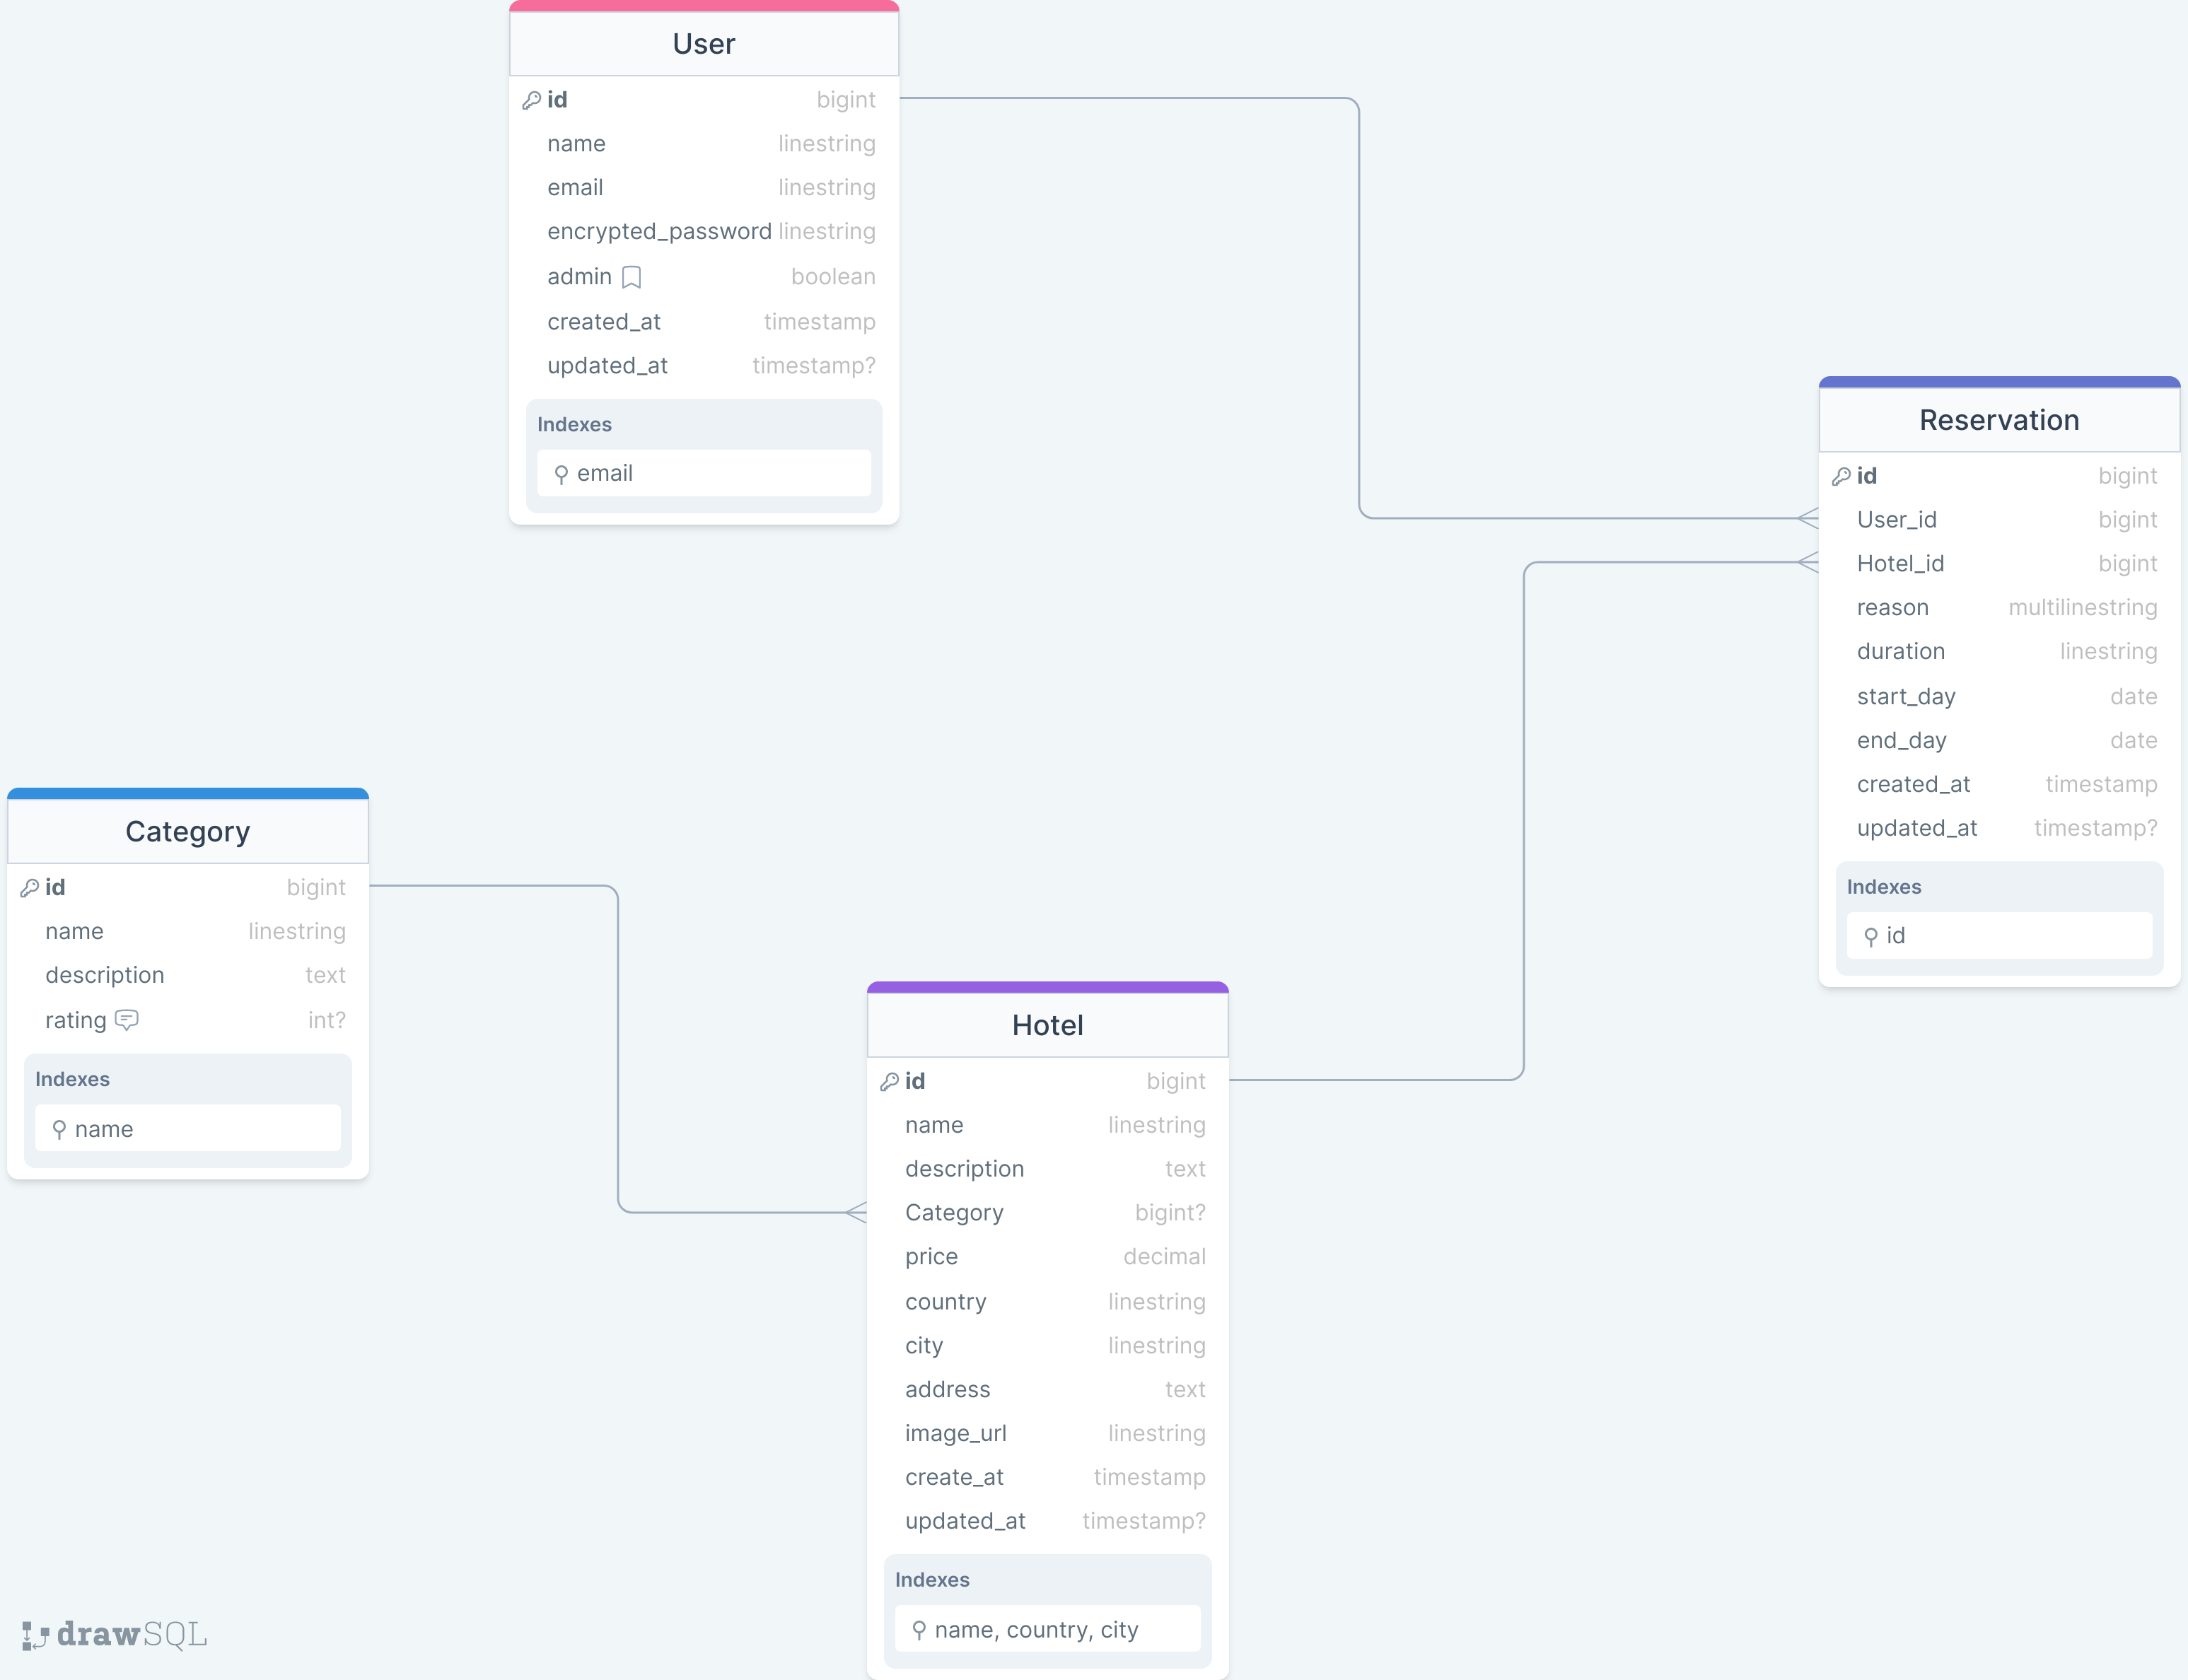 User
id bigint
name linestring
email linestring
encrypted_password linestring
admin boolean
created_at timestamp
updated_at timestamp?
Indexes
email
Reservation
id bigint
User_id bigint
Hotel_id bigint
reason multilinestring
duration linestring
start_day date
end_day date
created_at timestamp
updated_at timestamp?
Indexes
id
Category
id bigint
name linestring
description text
rating int?
Indexes
name
Hotel
id bigint
name linestring
description text
Category bigint?
price decimal
country linestring
city linestring
address text
image_url linestring
create_at timestamp
updated_at timestamp?
Indexes
name, country, city
drawSQL